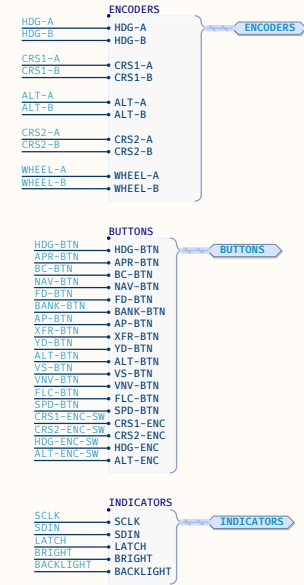 ENCODERS
HDG-A HDG-A ENCODERS
HDG-B HDG-B
CRS1-A CRS1-A
CRS1-B CRS1-B
ALT-A ALT-A
ALT-B ALT-B
CRS2-A CRS2-A
CRS2-B CRS2-B
WHEEL-A WHEEL-A
WHEEL-B WHEEL-B
BUTTONS
HDG-BTN HDG-BTN BUTTONS
APR-BTN APR-BTN
BC-BTN BC-BTN
NAV-BTN NAV-BTN
FD-BTN FD-BTN
BANK-BTN BANK-BTN
AP-BTN AP-BTN
XFR-BTN XFR-BTN
YD-BTN YD-BTN
ALT-BTN ALT-BTN
VS-BTN VS-BTN
VNV-BTN VNV-BTN
FLC-BTN FLC-BTN
SPD-BTN SPD-BTN
CRS1-ENC-SW CRS1-ENC
CRS2-ENC-SW CRS2-ENC
HDG-ENC-SW HDG-ENC
ALT-ENC-SW ALT-ENC
INDICATORS
SCLK SCLK INDICATORS
SDIN SDIN
LATCH LATCH
BRIGHT BRIGHT
BACKLIGHT BACKLIGHT